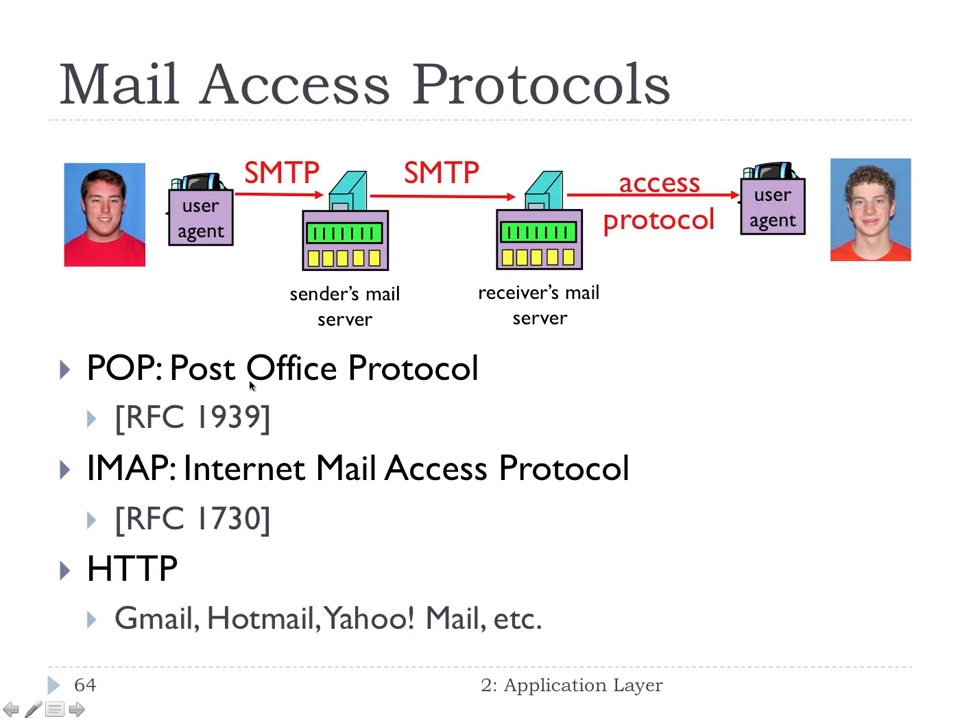 Mail Access Protocols
SMTP
SMTP
access
protocol
user
agent
user
agent
sender's mail
server
receiver's mail
server
POP: Post Office Protocol
[RFC 1939]
IMAP: Internet Mail Access Protocol
[RFC 1730]
HTTP
Gmail, Hotmail, Yahoo! Mail, etc.
64
2: Application Layer